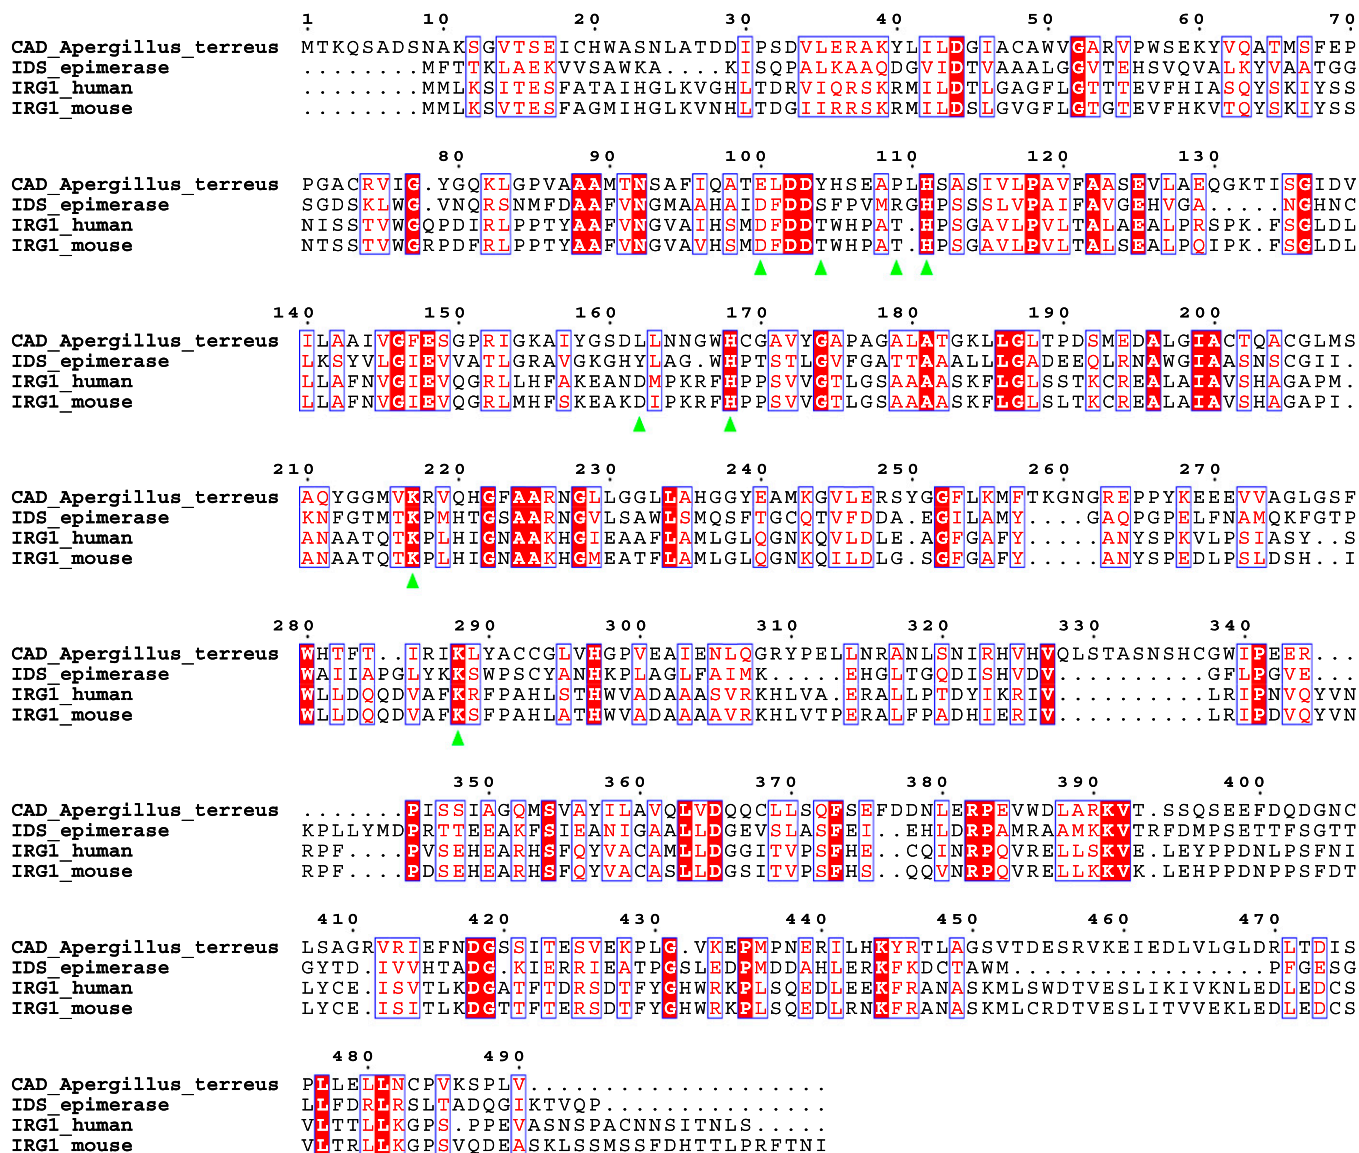 1 10 20 30 40 50 60 70
CAD_Apergillus_terreus MTKQSADSNAKSGVTSEICHWASNLATDDIPSDVLERAKYLILDGIACAWVGARVPWSEKYVQATMSFEP
IDS_epimerase ........MFTTKLAEKVVSAWKA....KISQPALKAAQDGVIDTVAAALGGVTEHSVQVALKYVAATGG
IRG1_human ........MMLKSITESFATAIHGLKVGHLTDRVIQRSKRMILDTLGAGFLGTTTEVFHIASQYSKIYSS
IRG1_mouse ........MMLKSVTESFAGMIHGLKVNHLTDGIIRRSKRMILDSLGVGFLGTGTEVFHKVTQYSKIYSS
80 90 100 110 120 130
CAD_Apergillus_terreus PGACRVIG.YGQKLGPVAAAMTNSAFIQATELDDYHSEAPLHSASIVLPAVFAASEVLAEQGKTISGIDV
IDS_epimerase SGDSKLWG.VNQRSNMFDAAFVNGMAAHAIDFDDSFPVMRGHPSSSLVPAIFAVGEHVGA.....NGHNC
IRG1_human NISSTVWGQPDIRLPPTYAAFVNGVAIHSMDFDDTWHPAT.HPSGAVLPVLTALAEALPRSPK.FSGLDL
IRG1_mouse NTSSTVWGRPDFRLPPTYAAFVNGVAVHSMDFDDTWHPAT.HPSGAVLPVLTALSEALPQIPK.FSGLDL
140 150 160 170 180 190 200
CAD_Apergillus_terreus ILAAIVGFESGPRIGKAIYGSDLLNNGWHCGAVYGAPAGALATGKLLGLTPDSMEDALGIACTQACGLMS
IDS_epimerase LKSYVLGIEVVATLGRAVGKGHYLAG.WHPTSTLGVFGATTAAALLLGADEEQLRNAWGIAASNSCGII.
IRG1_human LLAFNVGIEVQGRLLHFAKEANDMPKRFHPPSVVGTLGSAAAASKFLGLSSTKCREALAIAVSHAGAPM.
IRG1_mouse LLAFNVGIEVQGRLMHFSKEAKDIPKRFHPPSVVGTLGSAAAASKFLGLSLTKCREALAIAVSHAGAPI.
210 220 230 240 250 260 270
CAD_Apergillus_terreus AQYGGMVKRVQHGFAARNGLLGGLLAHGGYEAMKGVLERSYGGFLKMFTKGNGREPPYKEEEVVAGLGSF
IDS_epimerase KNFGTMTKPMHTGSAARNGVLSAWLSMQSFTGCQTVFDDA.EGILAMY....GAQPGPELFNAMQKFGTP
IRG1_human ANAATQTKPLHIGNAAKHGIEAAFLAMLGLQGNKQVLDLE.AGFGAFY.....ANYSPKVLPSIASY..S
IRG1_mouse ANAATQTKPLHIGNAAKHGMEATFLAMLGLQGNKQILDLG.SGFGAFY.....ANYSPEDLPSLDSH..I
280 290 300 310 320 330 340
CAD_Apergillus_terreus WHTFT..IRIKLYACCGLVHGPVEAIENLQGRYPELLNRANLSNIRHVHVQLSTASNSHCGWIPEER...
IDS_epimerase WAIIAPGLYKKSWPSCYANHKPLAGLFAIMK.....EHGLTGQDISHVDV..........GFLPGVE...
IRG1_human WLLDQQDVAFKRFPAHLSTHWVADAAASVRKHLVA.ERALLPTDYIKRIV..........LRIPNVQYVN
IRG1_mouse WLLDQQDVAFKSFPAHLATHWVADAAAAVRKHLVTPERALFPADHIERIV..........LRIPDVQYVN
350 360 370 380 390 400
CAD_Apergillus_terreus .......PISSIAGQMSVAYILAVQLVDQQCLLSQFSEFDDNLERPEVWDLARKVT.SSQSEEFDQDGNC
IDS_epimerase KPLLYMDPRTTEEAKFSIEANIGAALLDGEVSLASFEI..EHLDRPAMRAAMKKVTRFDMPSETTFSGTT
IRG1_human RPF....PVSEHEARHSFQYVACAMLLDGGITVPSFHE..CQINRPQVRELLSKVE.LEYPPDNLPSFNI
IRG1_mouse RPF....PDSEHEARHSFQYVACASLLDGSITVPSFHS..QQVNRPQVRELLKKVK.LEHPPDNPPSFDT
410 420 430 440 450 460 470
CAD_Apergillus_terreus LSAGRVRIEFNDGSSITESVEKPLG.VKEPMPNERILHKYRTLAGSVTDESRVKEIEDLVLGLDRLTDIS
IDS_epimerase GYTD.IVVHTADG.KIERRIEATPGSLEDPMDDAHLERKFKDCTAWM.................PFGESG
IRG1_human LYCE.ISVTLKDGATFTDRSDTFYGHWRKPLSQEDLEEKFRANASKMLSWDTVESLIKIVKNLEDLEDCS
IRG1_mouse LYCE.ISITLKDGTTFTERSDTFYGHWRKPLSQEDLRNKFRANASKMLCRDTVESLITVVEKLEDLEDCS
480 490
CAD_Apergillus_terreus PLLELLNCPVKSPLV....................
IDS_epimerase LLFDRLRSLTADQGIKTVQP...............
IRG1_human VLTTLLKGPS.PPEVASNSPACNNSITNLS.....
IRG1_mouse VLTRLLKGPSVQDEASKLSSMSSFDHTTLPRFTNI